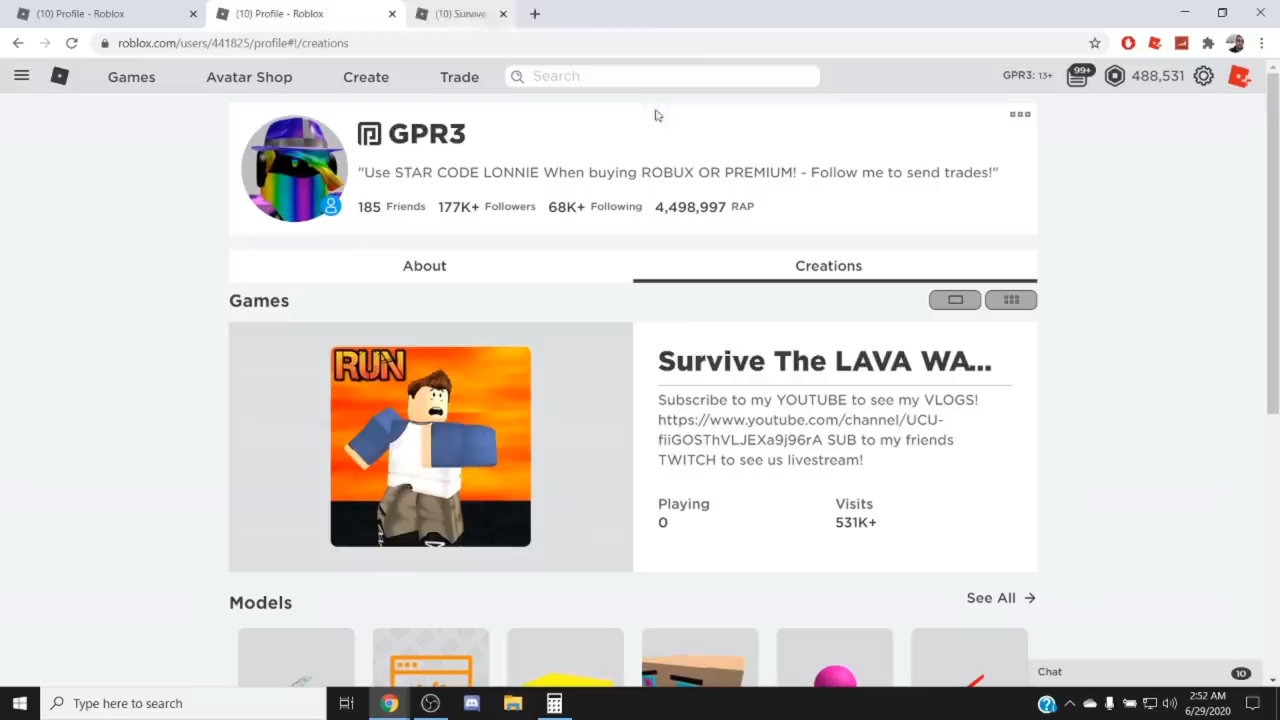 (10) Profile - Roblox
(10) Profile - Roblox
(10) Survive
roblox.com/users/441825/profile#!/creations
Games
Avatar Shop
Create
Trade
Search
GPR3: 13+
99+
488,531
GPR3
"Use STAR CODE LONNIE When buying ROBUX OR PREMIUM! - Follow me to send trades!"
185 Friends 177K+ Followers 68K+ Following 4,498,997 RAP
About
Creations
Games
RUN
Survive The LAVA WA...
Subscribe to my YOUTUBE to see my VLOGS!
https://www.youtube.com/channel/UCU-
fiiGOSThVLJEXa9j96rA SUB to my friends
TWITCH to see us livestream!
Playing
0
Visits
531K+
Models
See All
Chat
10
Type here to search
2:52 AM
6/29/2020